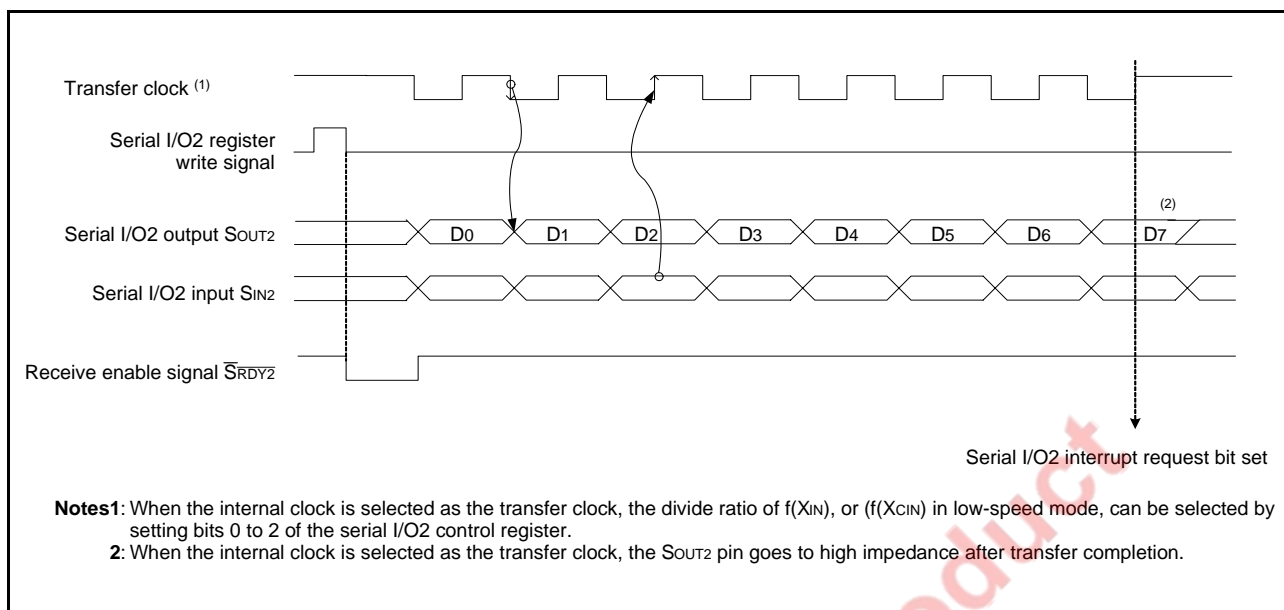 Transfer clock (1)
Serial I/O2 register
write signal
(2)
Serial I/O2 output SOUT2
D0 D1 D2 D3 D4 D5 D6 D7
Serial I/O2 input SIN2
Receive enable signal S̅R̅D̅Y̅2̅
Serial I/O2 interrupt request bit set
Notes1: When the internal clock is selected as the transfer clock, the divide ratio of f(XIN), or (f(XCIN) in low-speed mode, can be selected by
setting bits 0 to 2 of the serial I/O2 control register.
2: When the internal clock is selected as the transfer clock, the SOUT2 pin goes to high impedance after transfer completion.